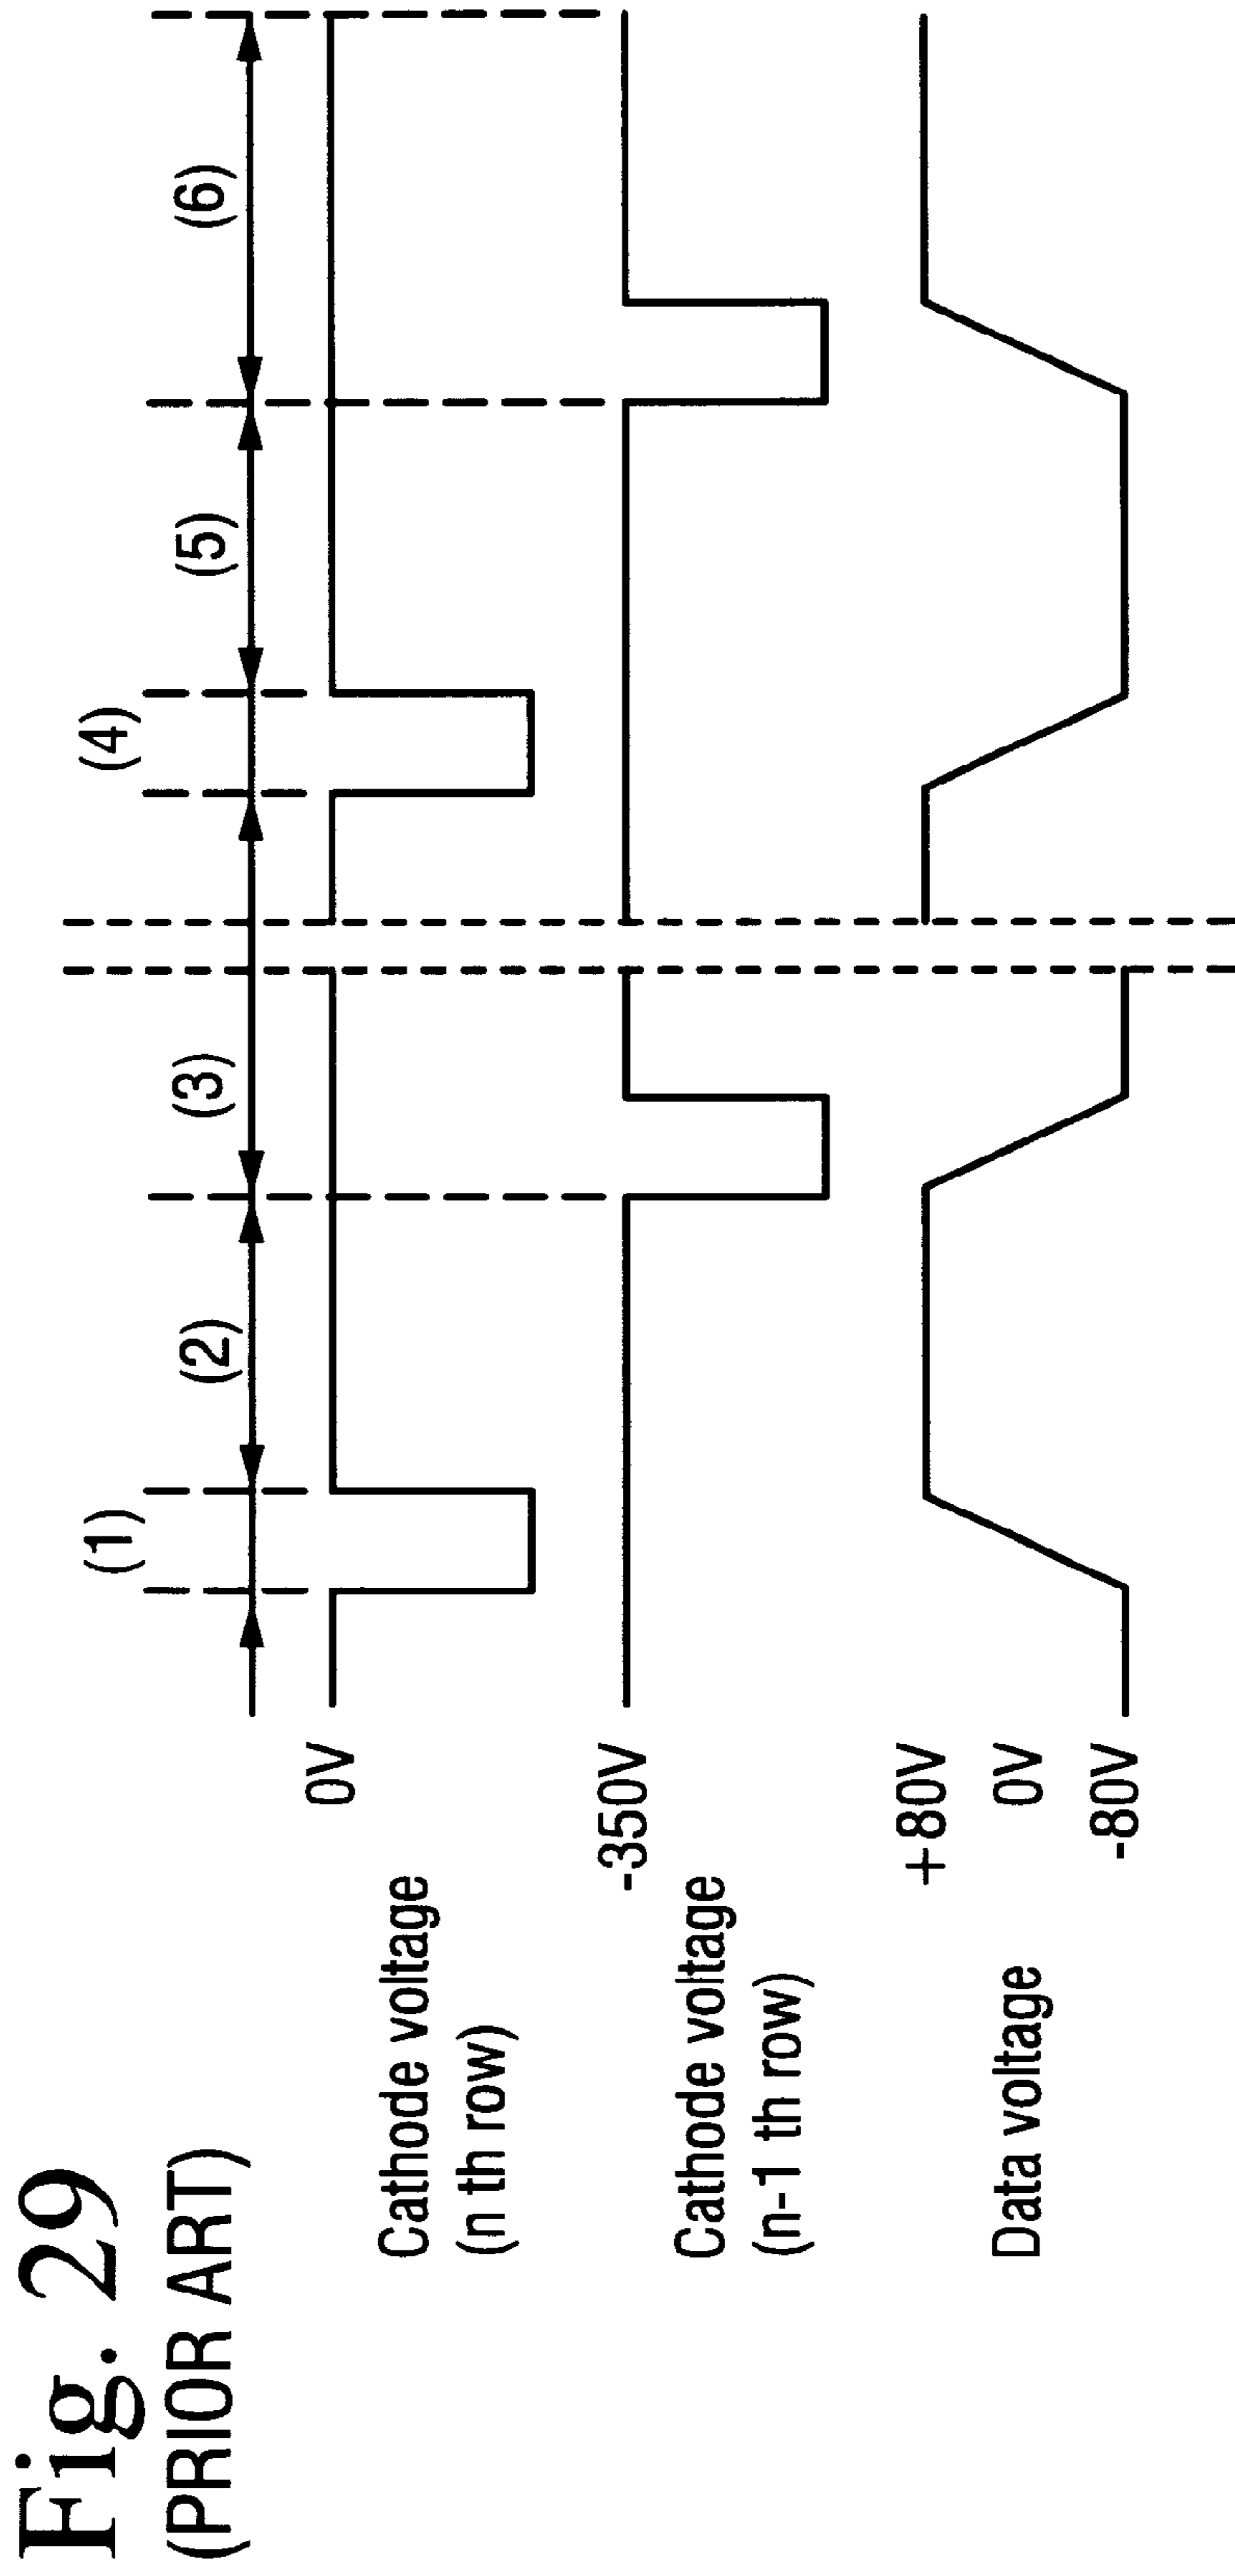 Fig. 29
(PRIOR ART)
(1)
(2)
(3)
(4)
(5)
(6)
0V
Cathode voltage
(n th row)
-350V
Cathode voltage
(n-1 th row)
+80V
0V
-80V
Data voltage